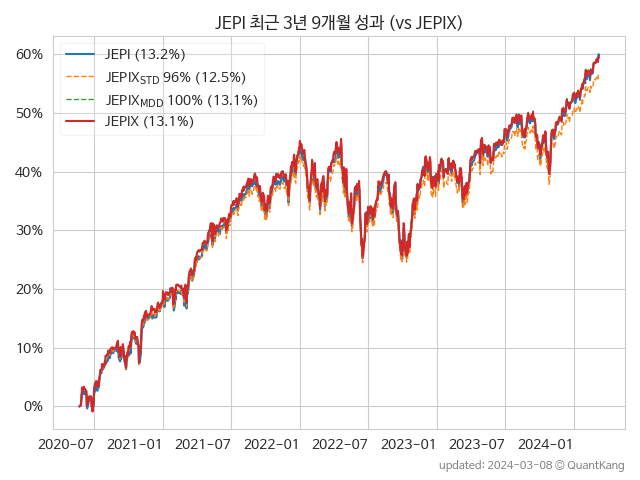 JEPI 최근 3년 9개월 성과 (vs JEPIX)
JEPI (13.2%)
JEPIX_STD 96% (12.5%)
JEPIX_MDD 100% (13.1%)
JEPIX (13.1%)
60%
50%
40%
30%
20%
10%
0%
2020-07 2021-01 2021-07 2022-01 2022-07 2023-01 2023-07 2024-01
updated: 2024-03-08 © QuantKang